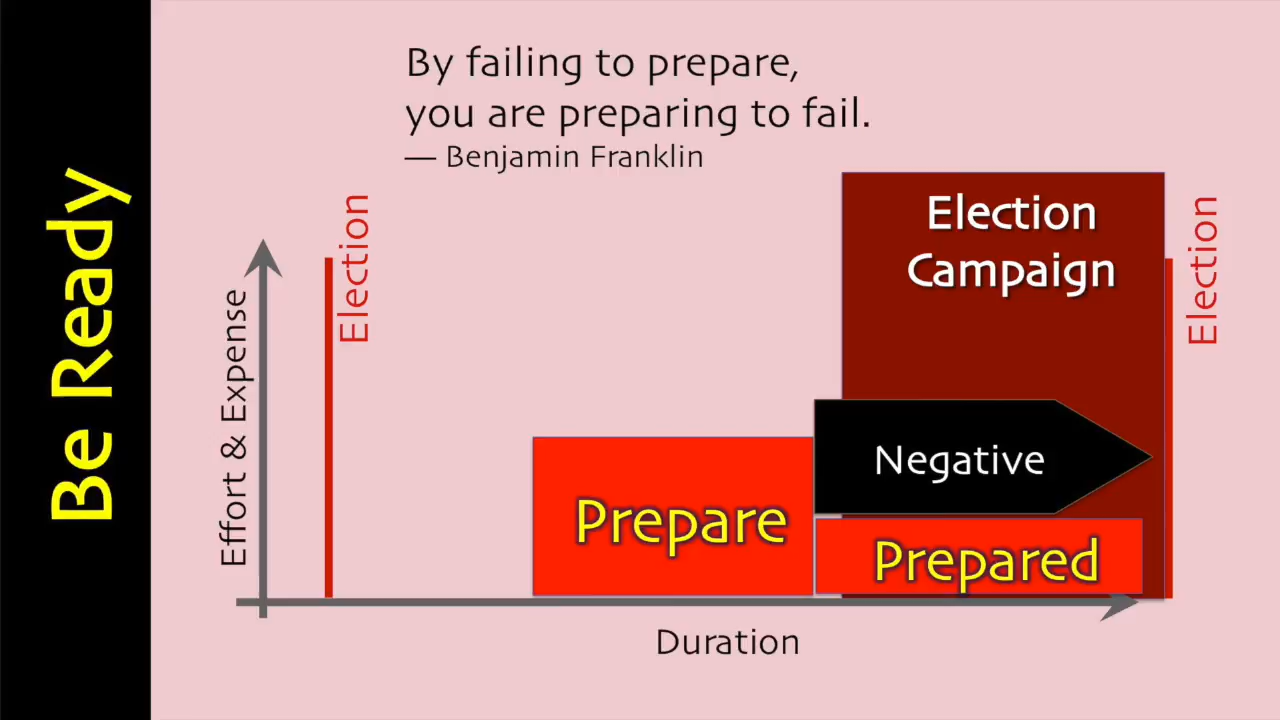 Be Ready
By failing to prepare,
you are preparing to fail.
— Benjamin Franklin
Effort & Expense
Election
Election
Campaign
Election
Negative
Prepare
Prepared
Duration